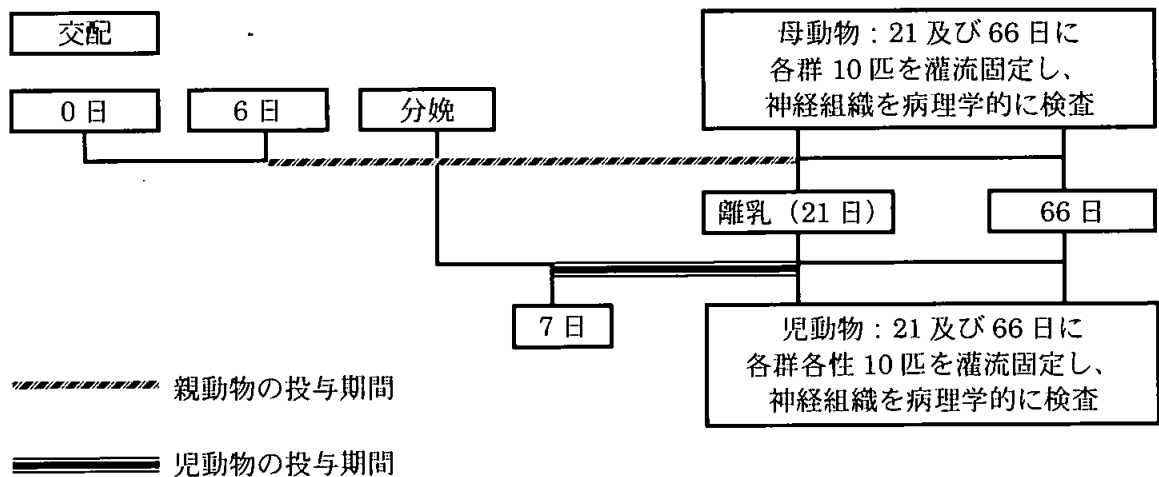 交配
母動物:21及び66日に
各群10匹を灌流固定し、
神経組織を病理学的に検査
0日
6日
分娩
離乳(21日)
66日
7日
児動物:21及び66日に
各群各性10匹を灌流固定し、
神経組織を病理学的に検査
親動物の投与期間
児動物の投与期間